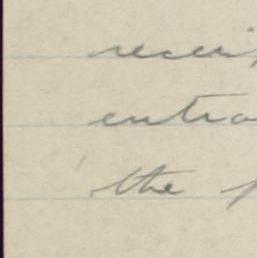 recei
entra
the